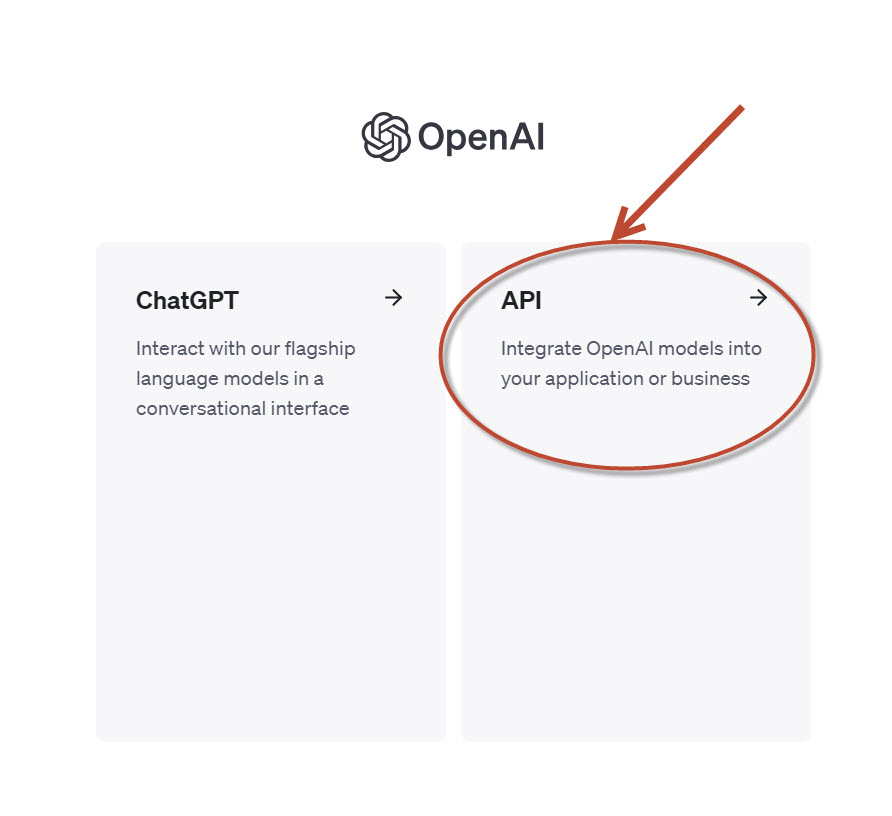 OpenAI
ChatGPT
Interact with our flagship
language models in a
conversational interface
API
Integrate OpenAI models into
your application or business